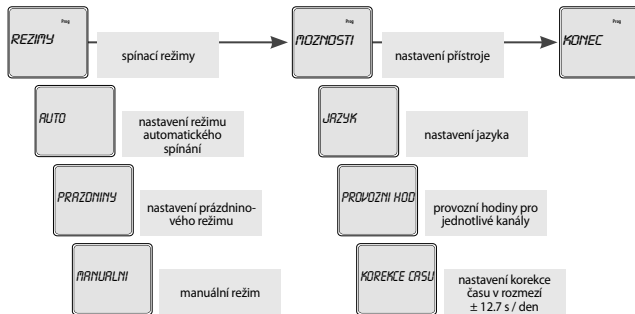 Prog
REZIMY
spínací režimy
Prog
MOZNOSTI
nastavení přístroje
Prog
KONEC
AUTO
nastavení režimu
automatického
spínání
JAZYK
nastavení jazyka
PRAZDNINY
nastavení prázdnino-
vého režimu
PROVOZNI HOD
provozní hodiny pro
jednotlivé kanály
MANUALNI
manuální režim
KOREKCE CASU
nastavení korekce
času v rozmezí
± 12.7 s / den